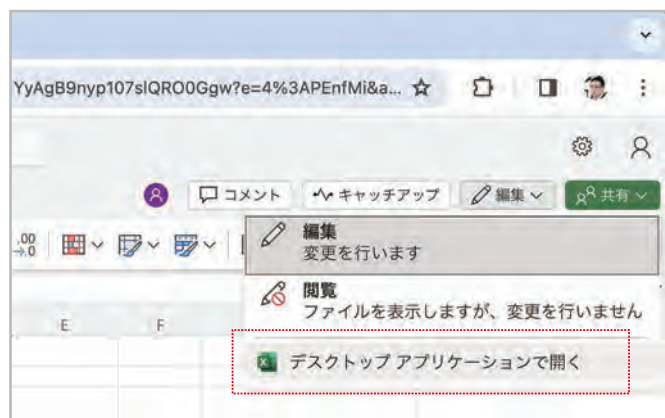 YyAgB9nyp107slQRO0Ggw?e=4%3APEnfMi&a...
コメント キャッチアップ 編集 共有
.00
→.0
編集
変更を行います
閲覧
ファイルを表示しますが、変更を行いません
E F
デスクトップ アプリケーションで開く